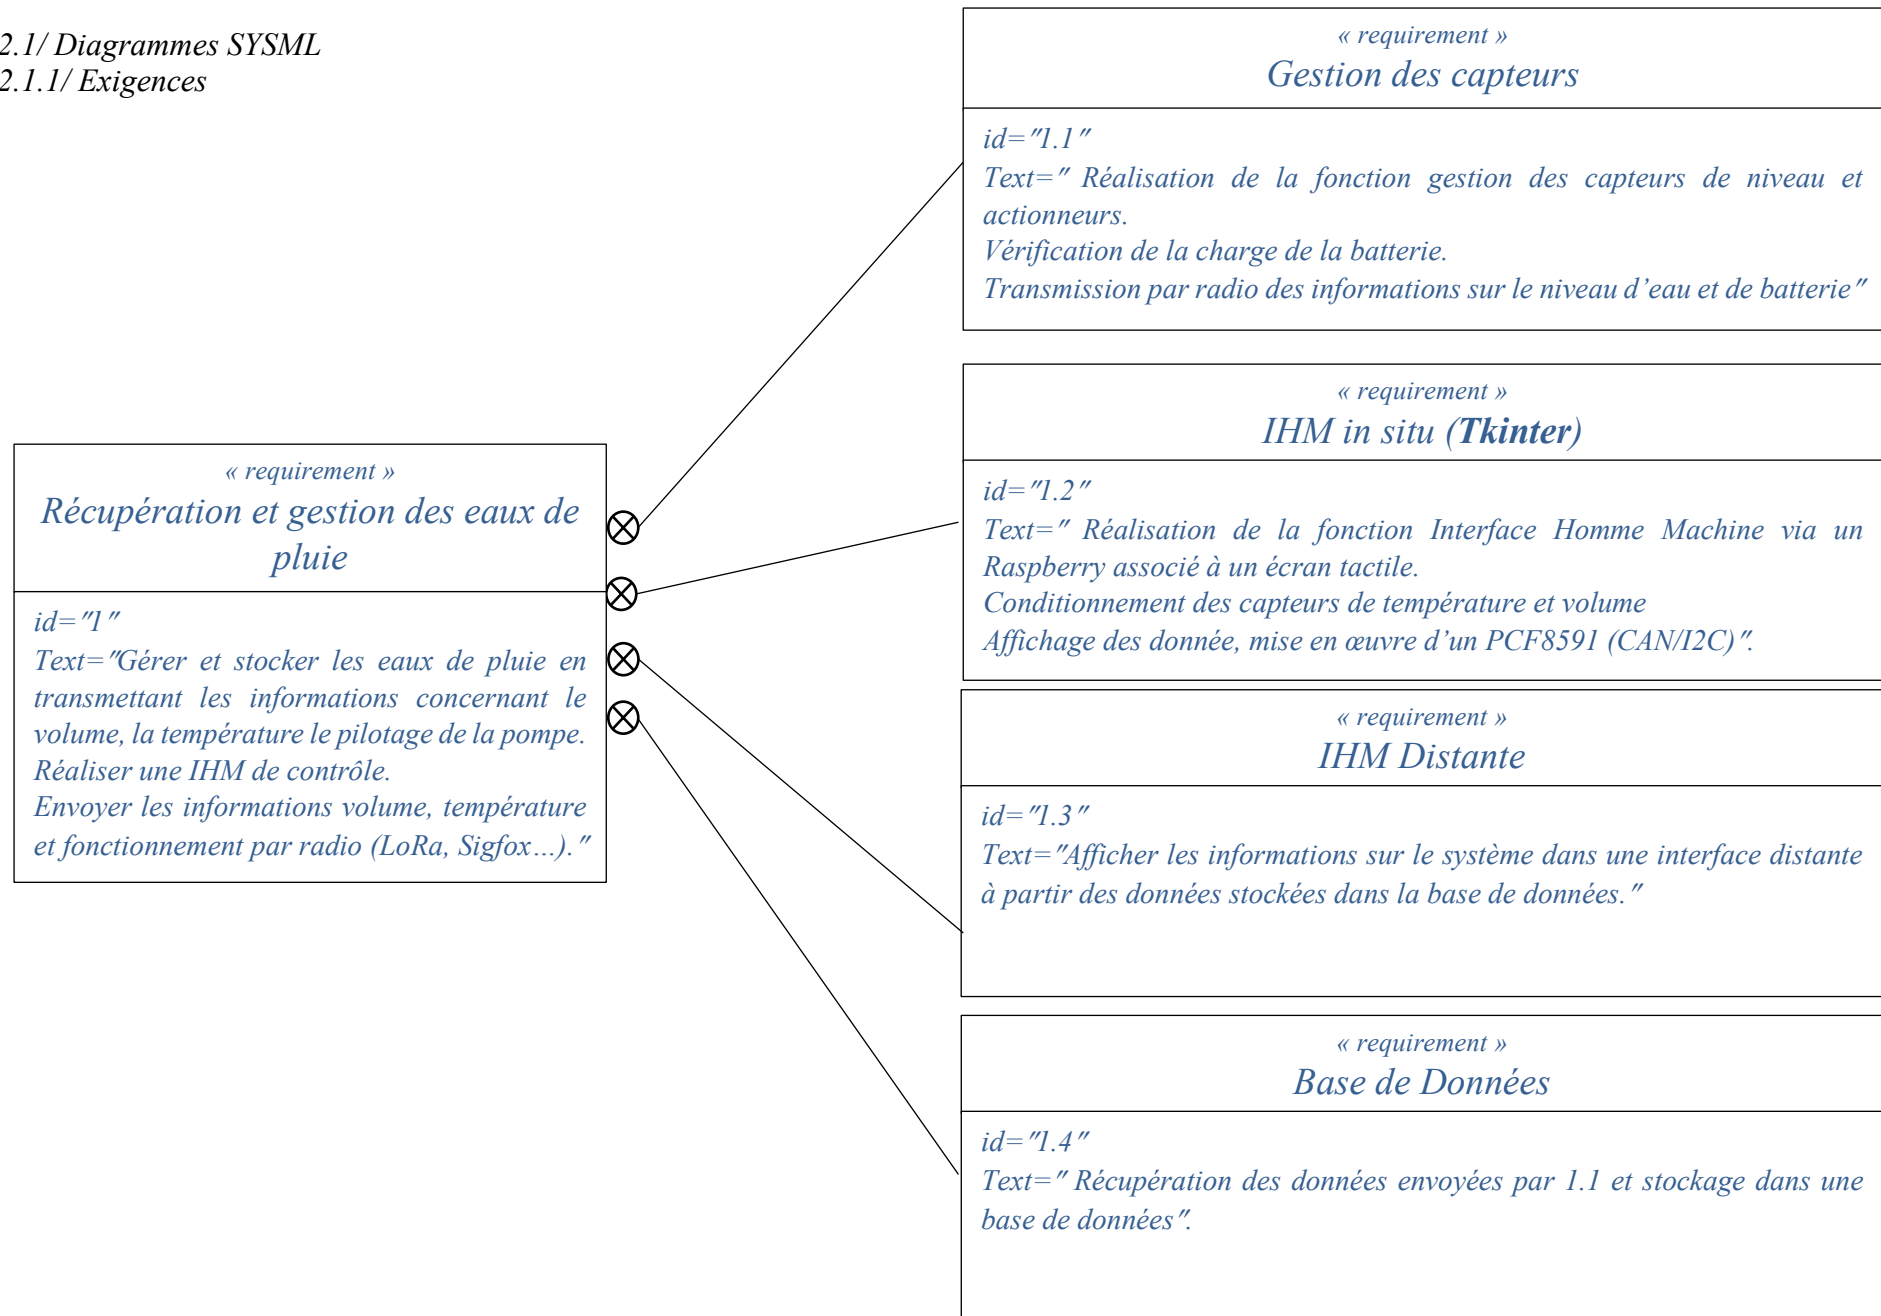 2.1/ Diagrammes SYSML
2.1.1/ Exigences
« requirement »
Gestion des capteurs
id="1.1"
Text=" Réalisation de la fonction gestion des capteurs de niveau et
actionneurs.
Vérification de la charge de la batterie.
Transmission par radio des informations sur le niveau d’eau et de batterie"
« requirement »
IHM in situ (Tkinter)
id="1.2"
Text=" Réalisation de la fonction Interface Homme Machine via un
Raspberry associé à un écran tactile.
Conditionnement des capteurs de température et volume
Affichage des donnée, mise en œuvre d’un PCF8591 (CAN/I2C)".
« requirement »
Récupération et gestion des eaux de
pluie
id="1"
Text="Gérer et stocker les eaux de pluie en
transmettant les informations concernant le
volume, la température le pilotage de la pompe.
Réaliser une IHM de contrôle.
Envoyer les informations volume, température
et fonctionnement par radio (LoRa, Sigfox…)."
« requirement »
IHM Distante
id="1.3"
Text="Afficher les informations sur le système dans une interface distante
à partir des données stockées dans la base de données."
« requirement »
Base de Données
id="1.4"
Text=" Récupération des données envoyées par 1.1 et stockage dans une
base de données".